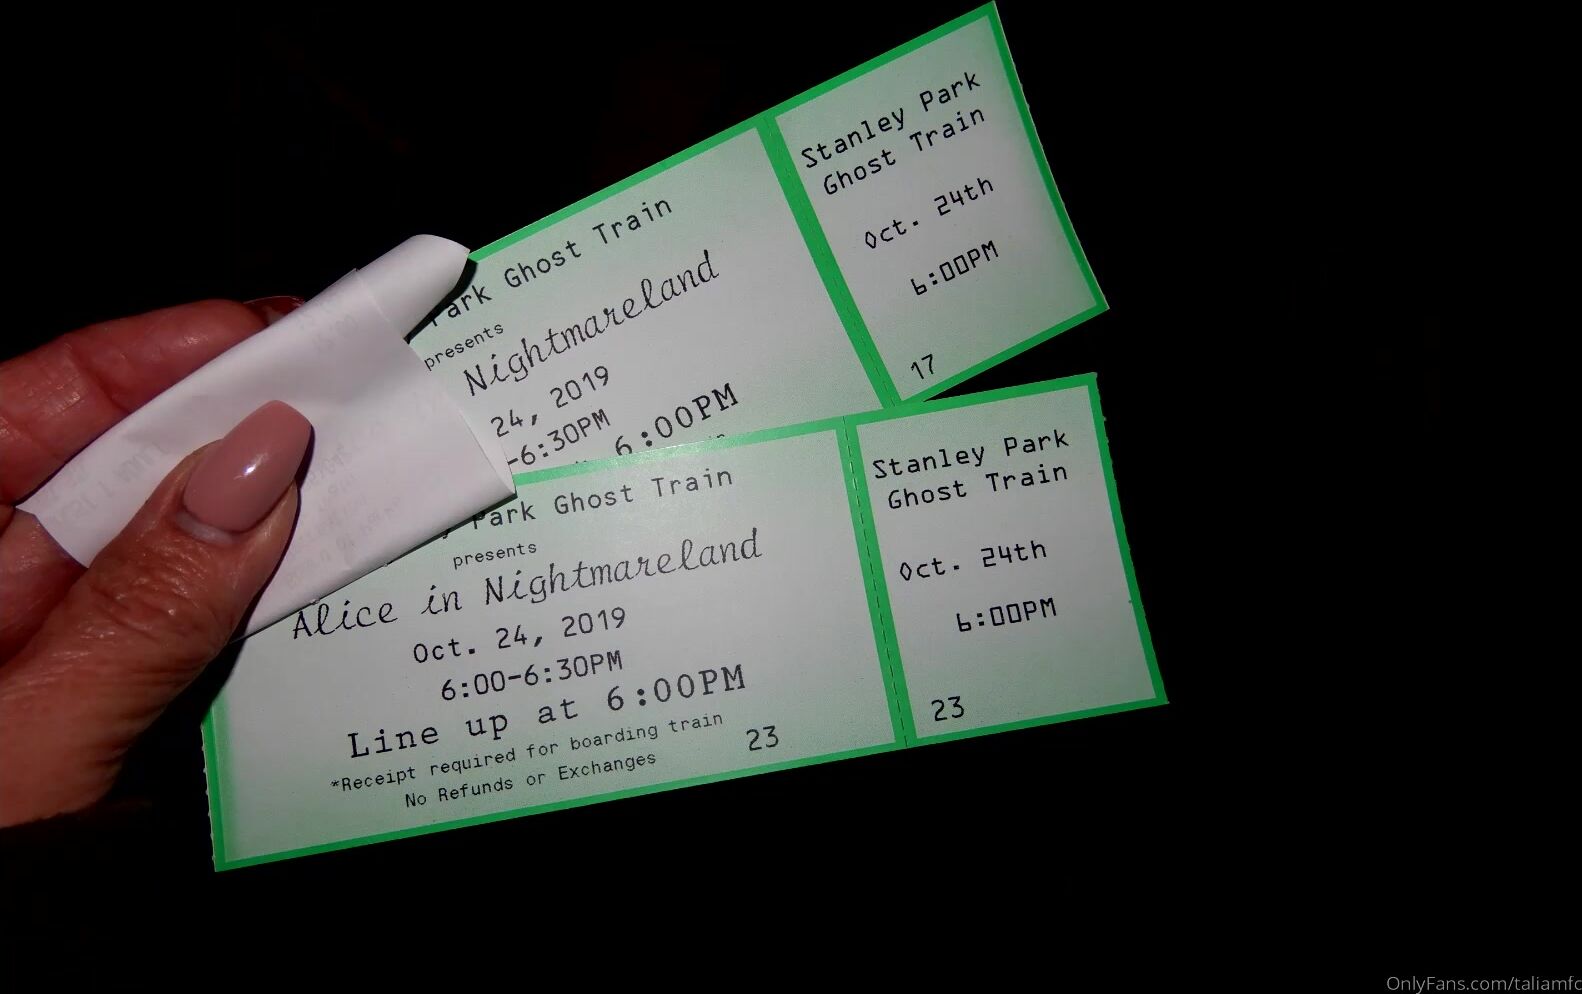 Park Ghost Train
presents
Nightmareland
24, 2019
-6:30PM
6:00PM
Stanley Park
Ghost Train
Oct. 24th
6:00PM
17
Park Ghost Train
presents
Alice in Nightmareland
Oct. 24, 2019
6:00-6:30PM
Line up at 6:00PM
*Receipt required for boarding train
No Refunds or Exchanges
23
Stanley Park
Ghost Train
Oct. 24th
6:00PM
23
OnlyFans.com/taliamfc